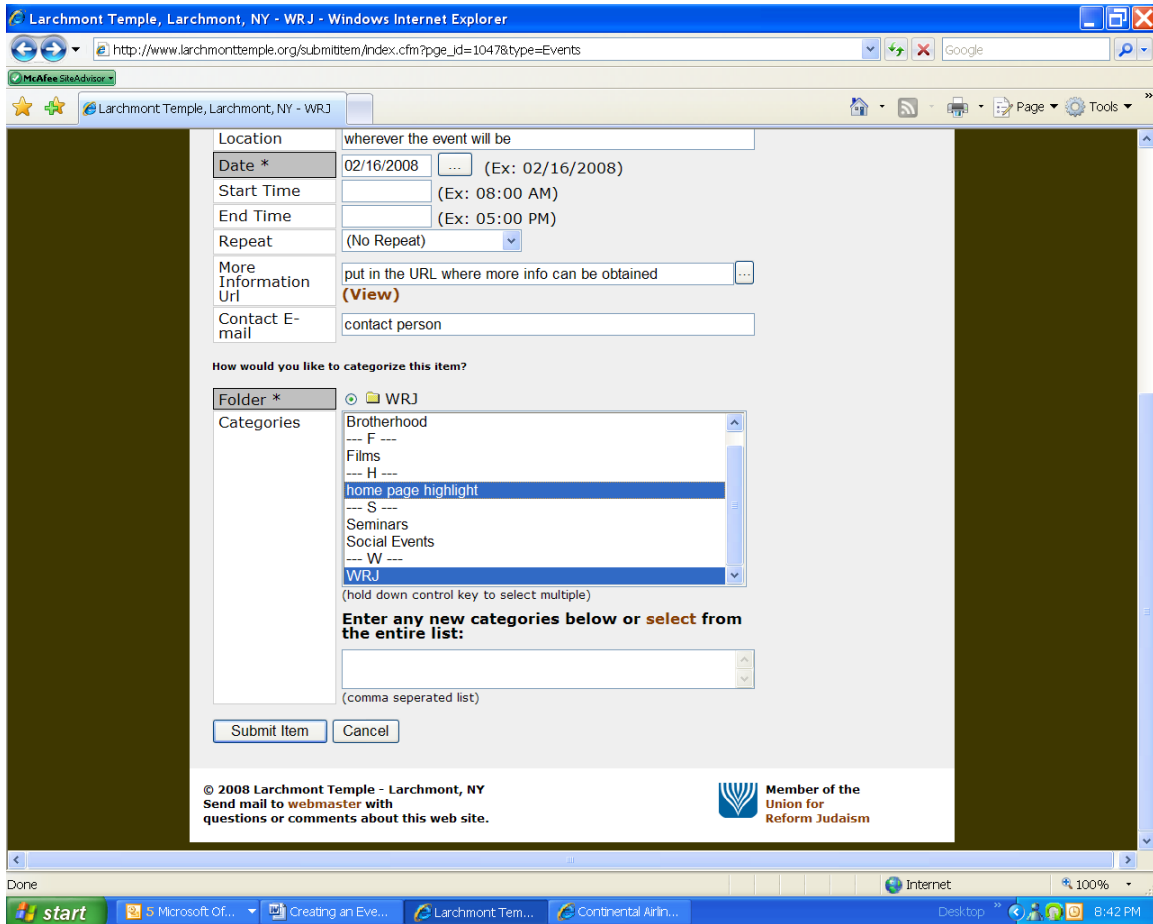 Larchmont Temple, Larchmont, NY - WRJ - Windows Internet Explorer
http://www.larchmonttemple.org/submititem/index.cfm?pge_id=1047&type=Events
Google
McAfee SiteAdvisor
Larchmont Temple, Larchmont, NY - WRJ
Page
Tools
»
Location
wherever the event will be
Date *
02/16/2008
...
(Ex: 02/16/2008)
Start Time
(Ex: 08:00 AM)
End Time
(Ex: 05:00 PM)
Repeat
(No Repeat)
More
Information
Url
put in the URL where more info can be obtained
...
(View)
Contact E-
mail
contact person
How would you like to categorize this item?
Folder *
WRJ
Categories
Brotherhood
--- F ---
Films
--- H ---
home page highlight
--- S ---
Seminars
Social Events
--- W ---
WRJ
(hold down control key to select multiple)
Enter any new categories below or select from
the entire list:
(comma seperated list)
Submit Item
Cancel
© 2008 Larchmont Temple - Larchmont, NY
Send mail to webmaster with
questions or comments about this web site.
Member of the
Union for
Reform Judaism
Done
Internet
100%
start
5 Microsoft Of...
Creating an Eve...
Larchmont Tem...
Continental Airlin...
Desktop
»
8:42 PM